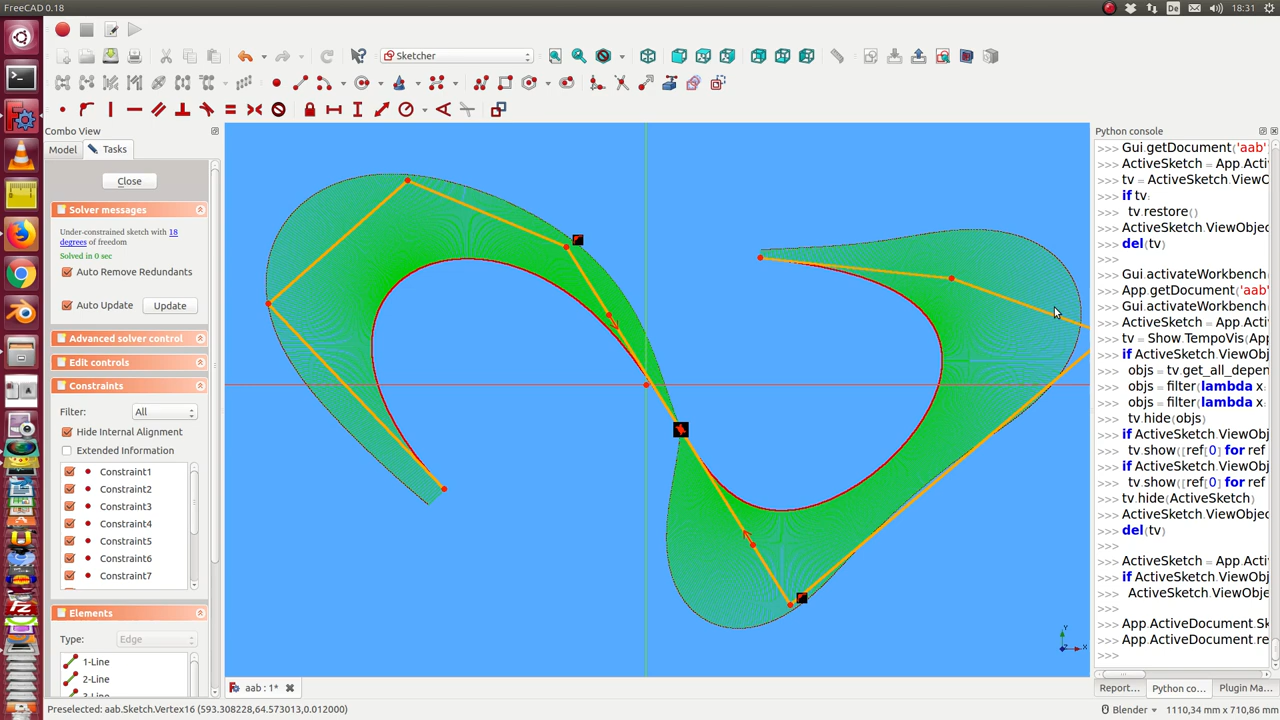 FreeCAD 0.18
De
18:31
Sketcher
Combo View
Model
Tasks
Close
Solver messages
Under-constrained sketch with 18
degrees of freedom
Solved in 0 sec
Auto Remove Redundants
Auto Update
Update
Advanced solver control
Edit controls
Constraints
Filter:
All
Hide Internal Alignment
Extended Information
Constraint1
Constraint2
Constraint3
Constraint4
Constraint5
Constraint6
Constraint7
Elements
Type:
Edge
1-Line
2-Line
3-Line
Y
X
Z
aab : 1*
Python console
>>> Gui.getDocument('aab'
>>> ActiveSketch = App.Acti
>>> tv = ActiveSketch.ViewO
>>> if tv:
>>> tv.restore()
>>> ActiveSketch.ViewObjec
>>> del(tv)
>>>
>>> Gui.activateWorkbench
>>> App.getDocument('aab'
>>> Gui.activateWorkbench
>>> ActiveSketch = App.Acti
>>> tv = Show.TempoVis(App
>>> if ActiveSketch.ViewObj
>>> objs = tv.get_all_depen
>>> objs = filter(lambda x:
>>> objs = filter(lambda x
>>> tv.hide(objs)
>>> if ActiveSketch.ViewObj
>>> tv.show([ref[0] for ref
>>> if ActiveSketch.ViewObj
>>> tv.show([ref[0] for ref
>>> tv.hide(ActiveSketch)
>>> ActiveSketch.ViewObjec
>>> del(tv)
>>>
>>> ActiveSketch = App.Acti
>>> if ActiveSketch.ViewObj
>>> ActiveSketch.ViewObjec
>>>
>>> App.ActiveDocument.Sk
>>> App.ActiveDocument.re
>>>
Report...
Python co...
Plugin Ma...
Preselected: aab.Sketch.Vertex16 (593.308228,64.573013,0.012000)
Blender
1110,34 mm x 710,86 mm